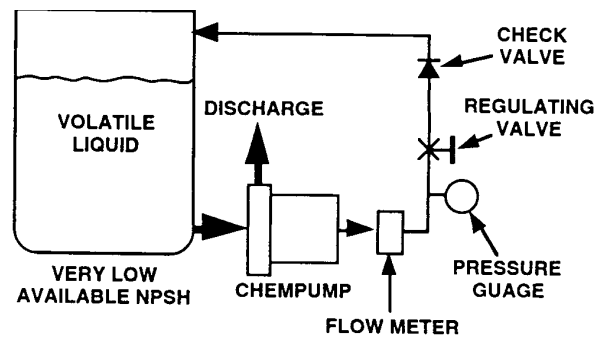 CHECK
VALVE
DISCHARGE
REGULATING
VALVE
VOLATILE
LIQUID
VERY LOW
AVAILABLE NPSH
CHEMPUMP
PRESSURE
GUAGE
FLOW METER